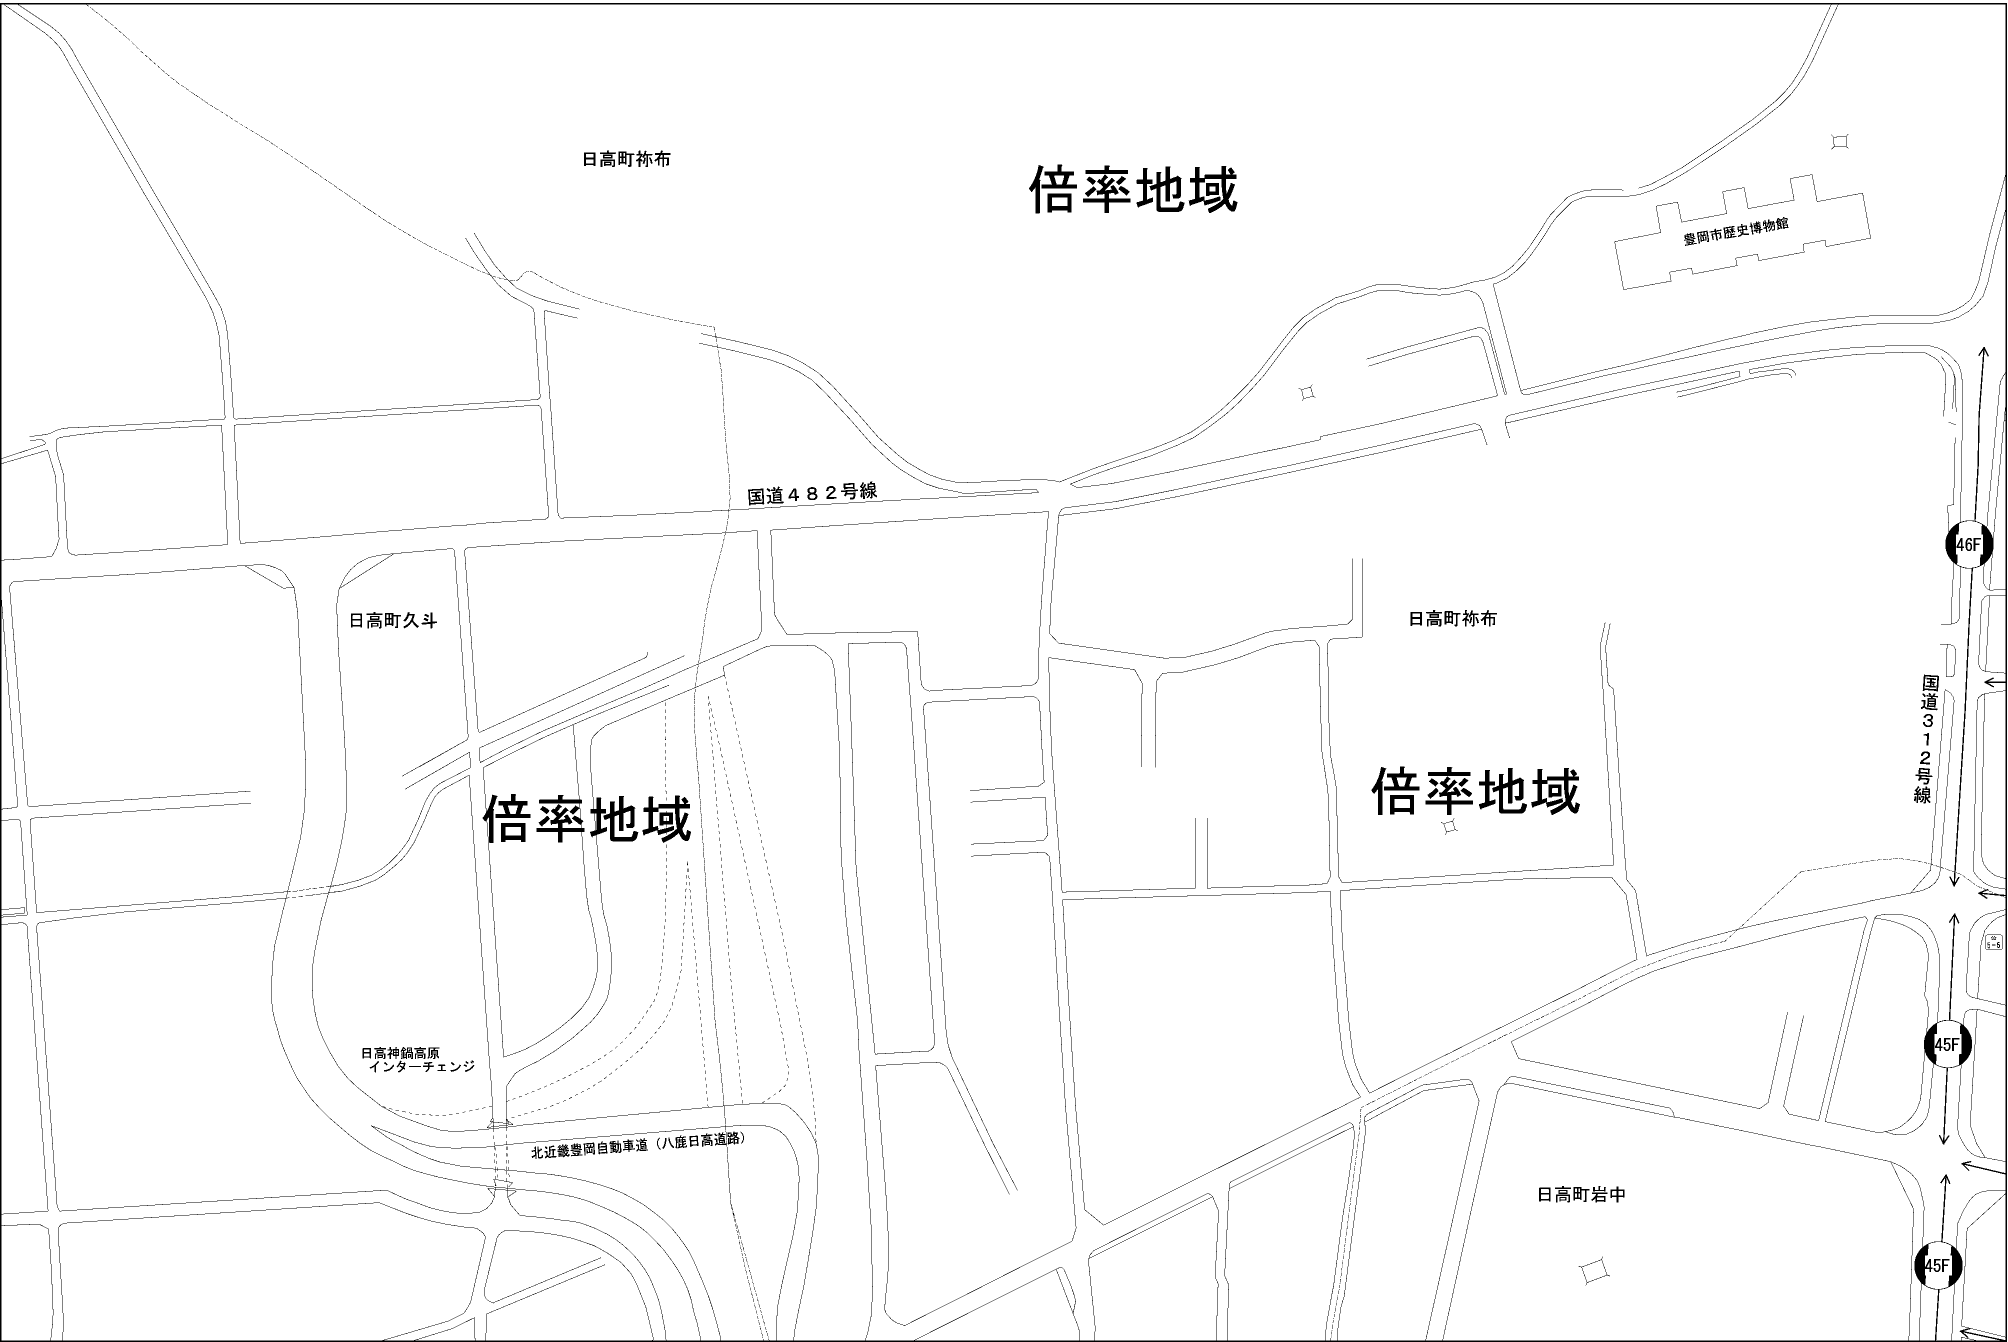 日高町祢布
倍率地域
豊岡市歴史博物館
国道４８２号線
46F
日高町久斗
日高町祢布
国道３１２号線
倍率地域
倍率地域
5-6
45F
日高神鍋高原
インターチェンジ
北近畿豊岡自動車道（八鹿日高道路）
日高町岩中
45F